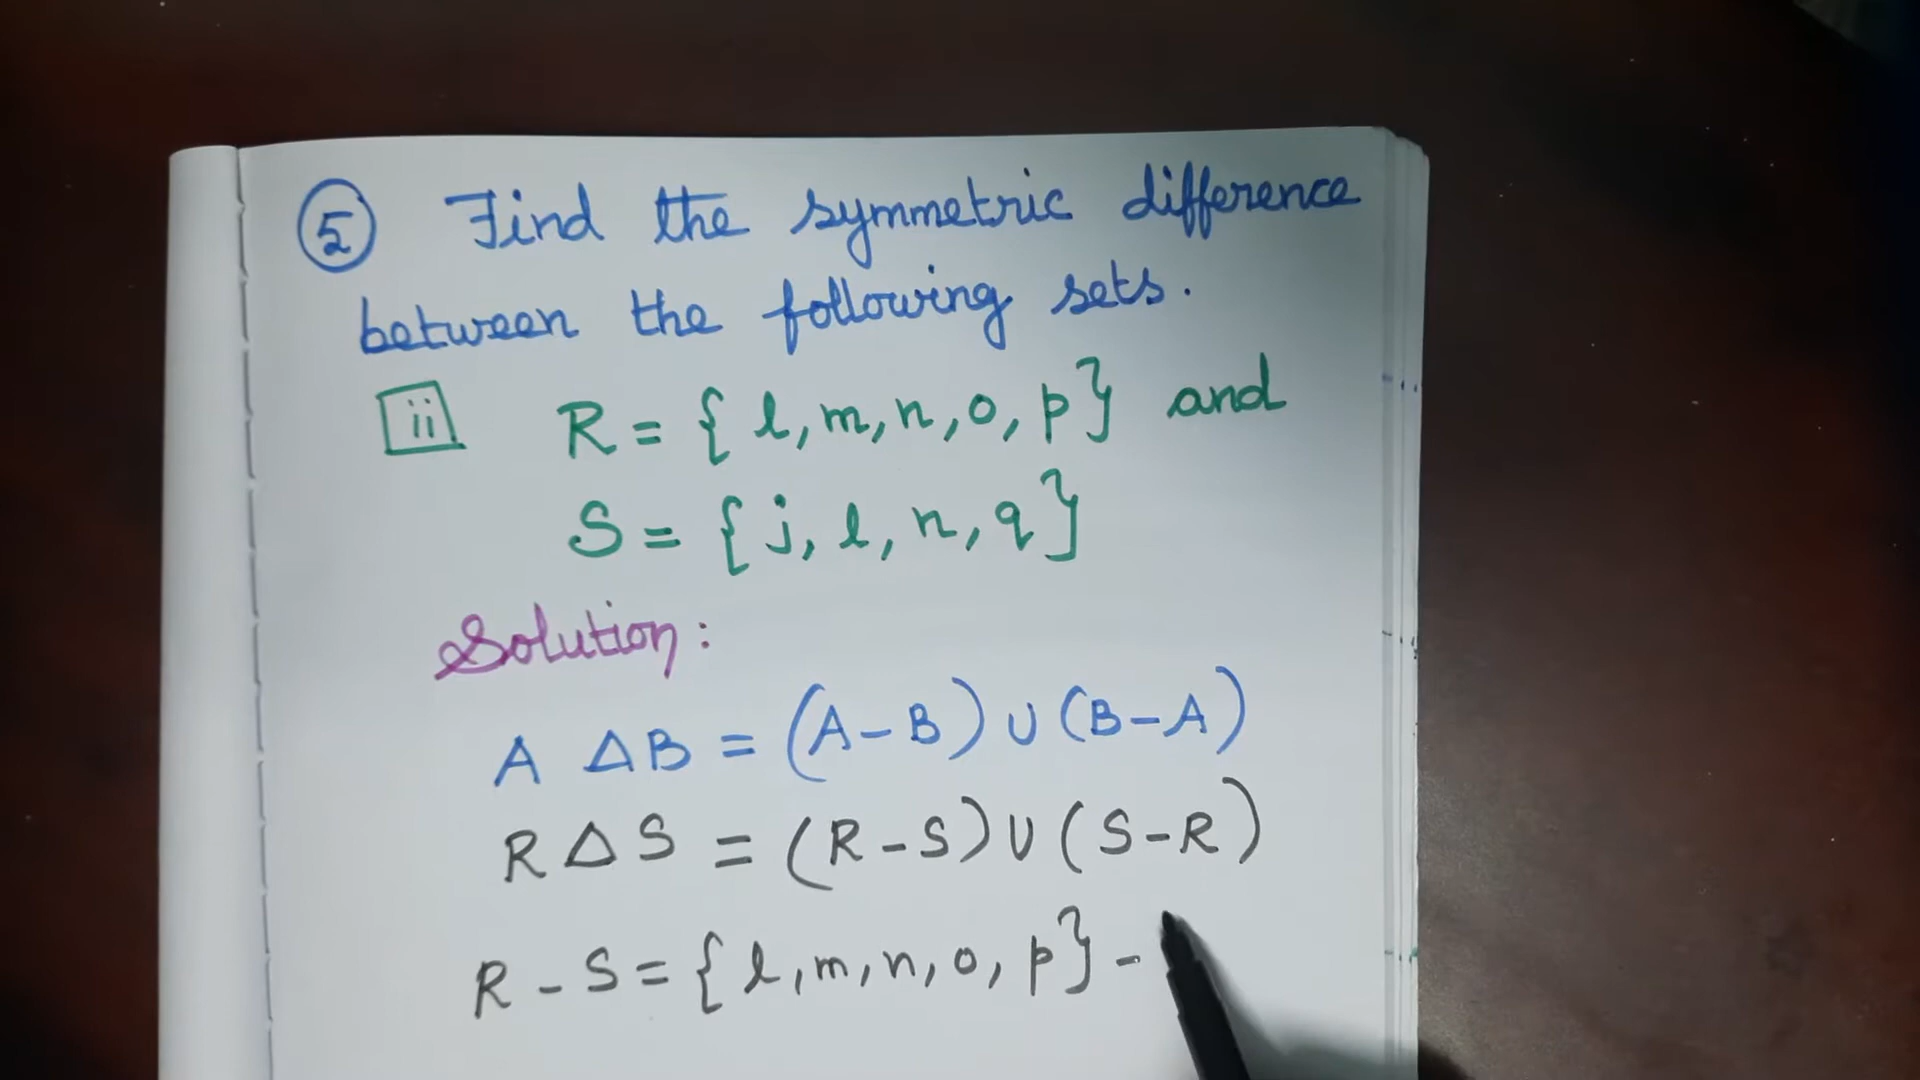 5 Find the symmetric difference
between the following sets.
ii R = { l, m, n, o, p} and
S = { j, l, n, q}
Solution:
A Δ B = (A - B) ∪ (B - A)
R Δ S = (R - S) ∪ (S - R)
R - S = { l, m, n, o, p} -